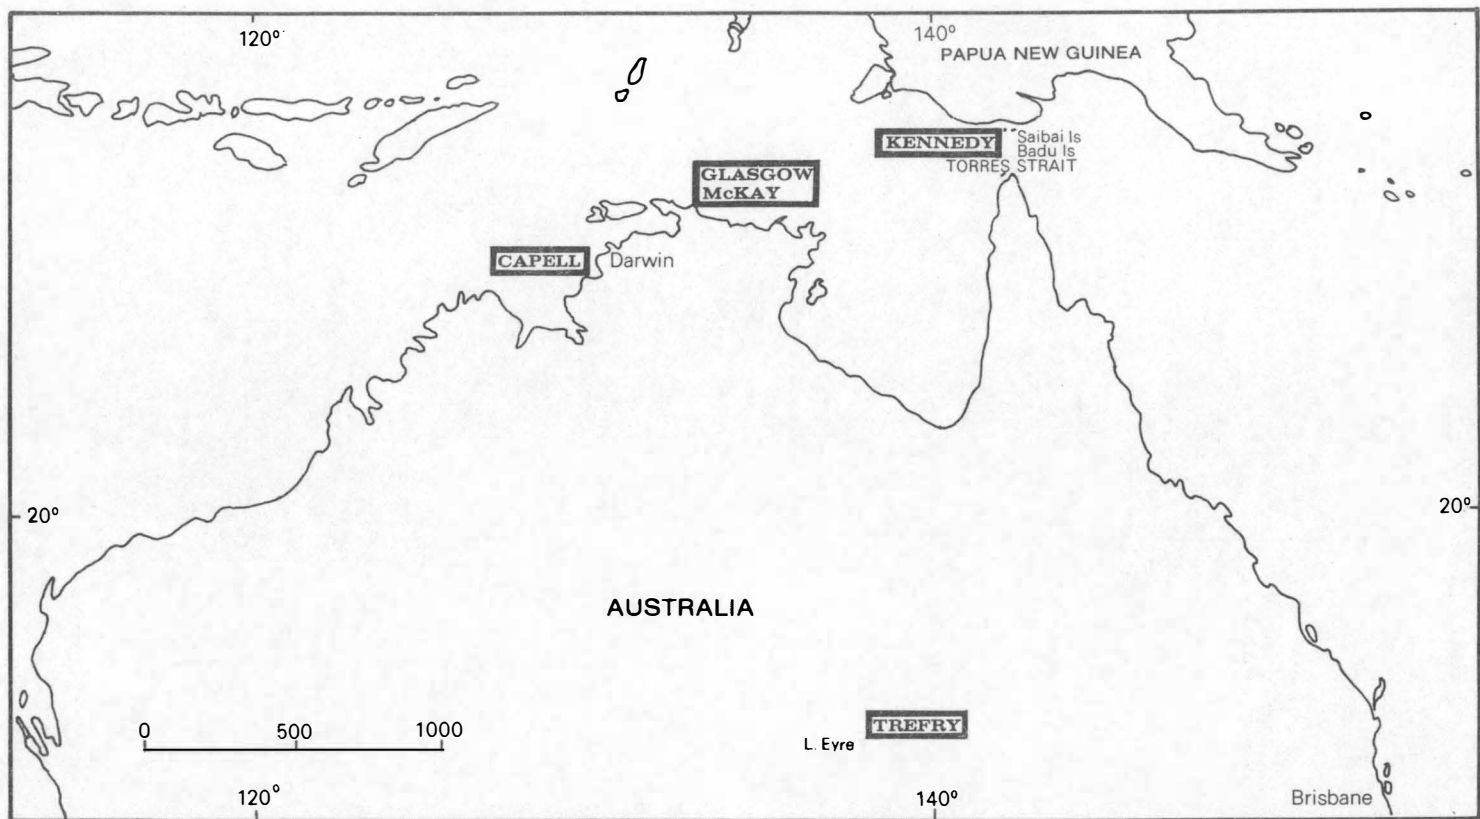 120°
140°
PAPUA NEW GUINEA
KENNEDY
Saibai Is
Badu Is
TORRES STRAIT
GLASGOW
McKAY
CAPELL
Darwin
20°
20°
AUSTRALIA
0 500 1000
TREFRY
L. Eyre
120°
140°
Brisbane